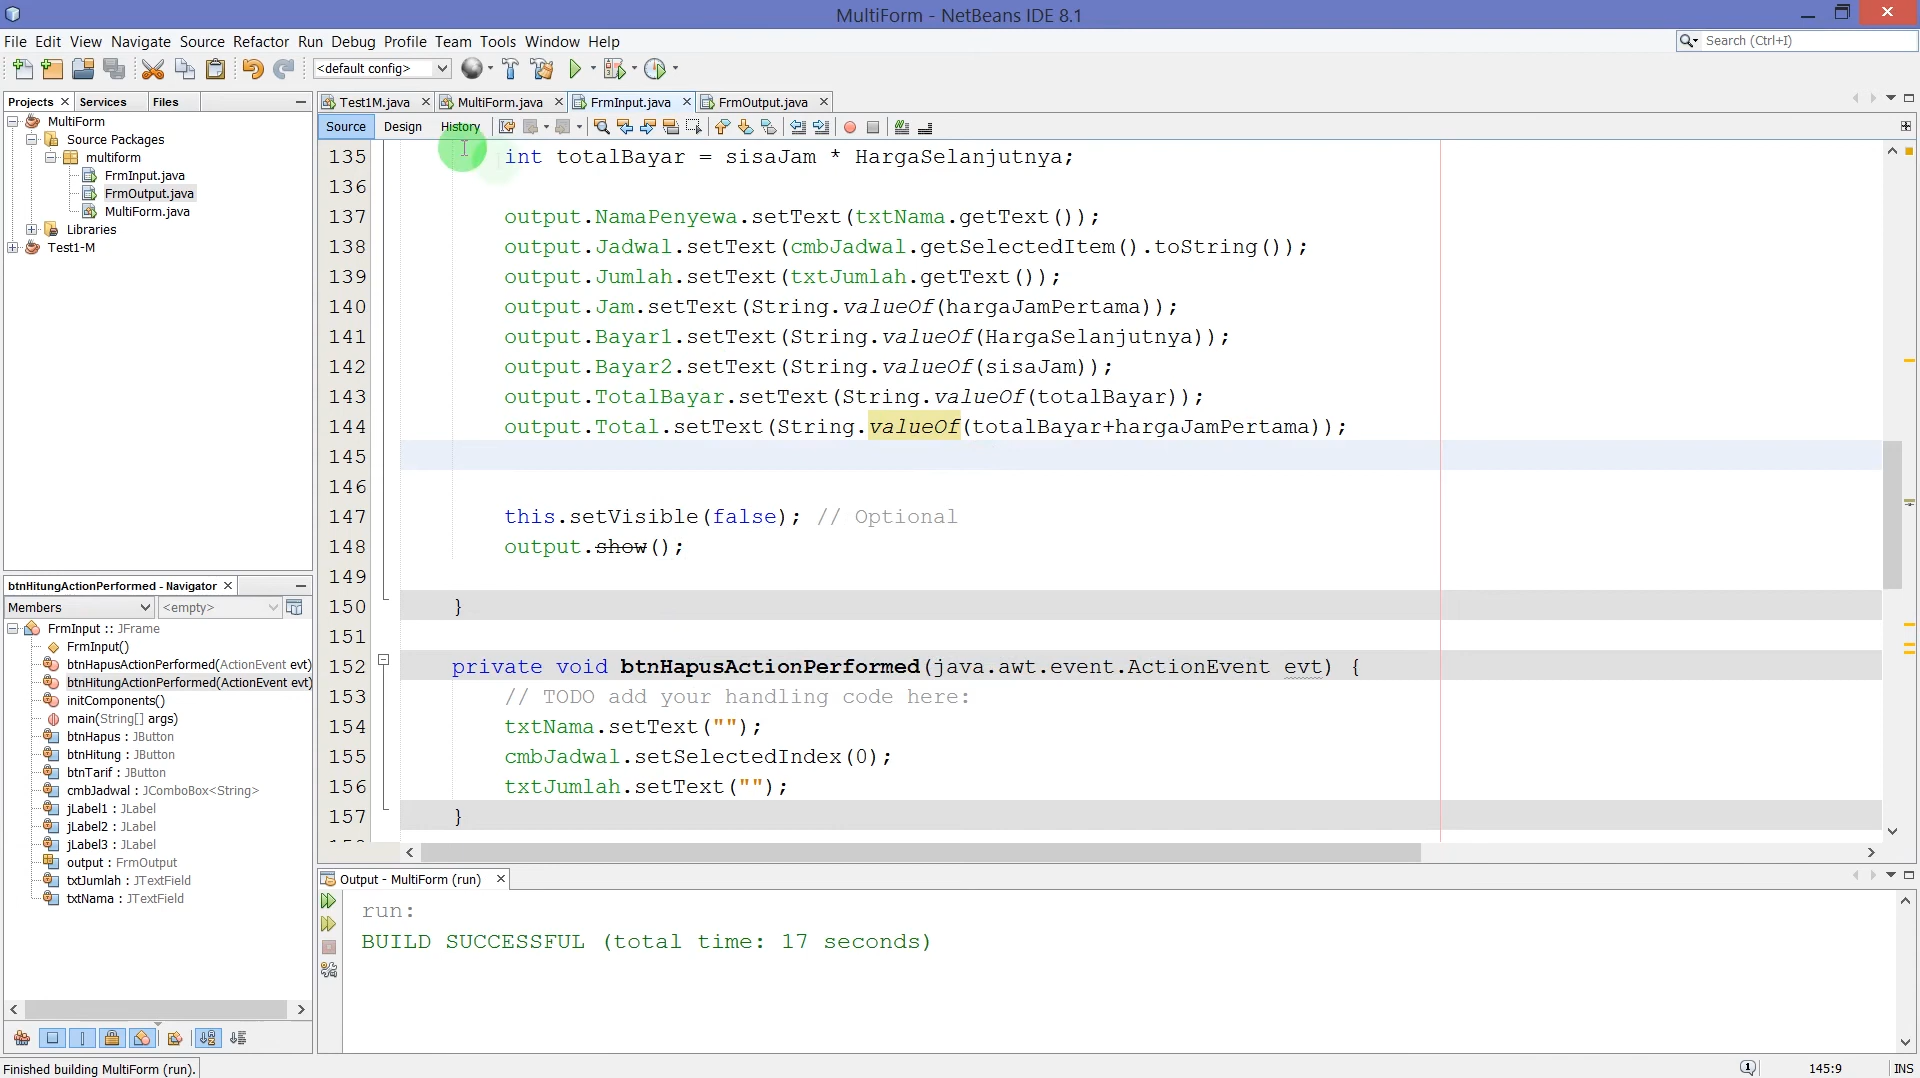 MultiForm - NetBeans IDE 8.1
File Edit View Navigate Source Refactor Run Debug Profile Team Tools Window Help
Search (Ctrl+I)
<default config>
Projects Services Files
MultiForm
Source Packages
multiform
FrmInput.java
FrmOutput.java
MultiForm.java
Libraries
Test1-M
Test1M.java MultiForm.java FrmInput.java FrmOutput.java
Source Design History
135 int totalBayar = sisaJam * HargaSelanjutnya;
136
137 output.NamaPenyewa.setText(txtNama.getText());
138 output.Jadwal.setText(cmbJadwal.getSelectedItem().toString());
139 output.Jumlah.setText(txtJumlah.getText());
140 output.Jam.setText(String.valueOf(hargaJamPertama));
141 output.Bayar1.setText(String.valueOf(HargaSelanjutnya));
142 output.Bayar2.setText(String.valueOf(sisaJam));
143 output.TotalBayar.setText(String.valueOf(totalBayar));
144 output.Total.setText(String.valueOf(totalBayar+hargaJamPertama));
145
146
147 this.setVisible(false); // Optional
148 output.show();
149
150 }
151
152 private void btnHapusActionPerformed(java.awt.event.ActionEvent evt) {
153 // TODO add your handling code here:
154 txtNama.setText("");
155 cmbJadwal.setSelectedIndex(0);
156 txtJumlah.setText("");
157 }
btnHitungActionPerformed - Navigator
Members <empty>
FrmInput :: JFrame
FrmInput()
btnHapusActionPerformed(ActionEvent evt)
btnHitungActionPerformed(ActionEvent evt)
initComponents()
main(String[] args)
btnHapus : JButton
btnHitung : JButton
btnTarif : JButton
cmbJadwal : JComboBox<String>
jLabel1 : JLabel
jLabel2 : JLabel
jLabel3 : JLabel
output : FrmOutput
txtJumlah : JTextField
txtNama : JTextField
Output - MultiForm (run)
run:
BUILD SUCCESSFUL (total time: 17 seconds)
Finished building MultiForm (run).
145:9 INS